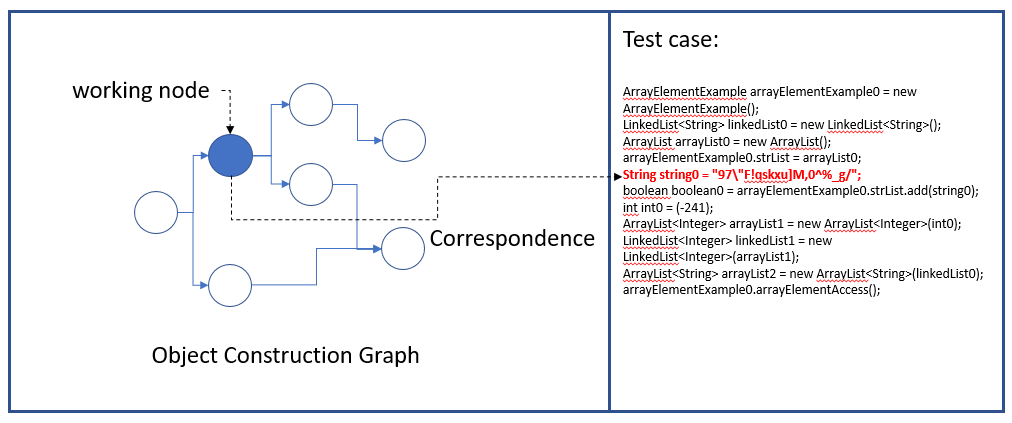 working node
Correspondence
Object Construction Graph
Test case:
ArrayElementExample arrayElementExample0 = new
ArrayElementExample();
LinkedList<String> linkedList0 = new LinkedList<String>();
ArrayList arrayList0 = new ArrayList();
arrayElementExample0.strList = arrayList0;
String string0 = "97\"F!qskxu]M,0^%_g/";
boolean boolean0 = arrayElementExample0.strList.add(string0);
int int0 = (-241);
ArrayList<Integer> arrayList1 = new ArrayList<Integer>(int0);
LinkedList<Integer> linkedList1 = new
LinkedList<Integer>(arrayList1);
ArrayList<String> arrayList2 = new ArrayList<String>(linkedList0);
arrayElementExample0.arrayElementAccess();